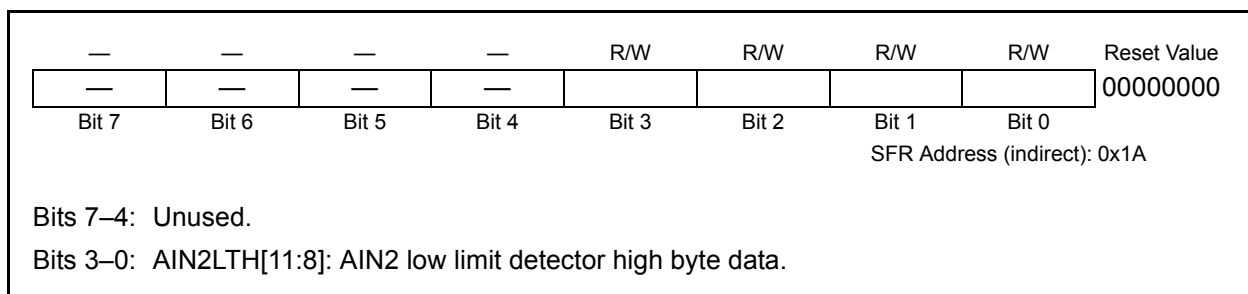 — — — — R/W R/W R/W R/W Reset Value
— — — — 00000000
Bit 7 Bit 6 Bit 5 Bit 4 Bit 3 Bit 2 Bit 1 Bit 0
SFR Address (indirect): 0x1A
Bits 7–4: Unused.
Bits 3–0: AIN2LTH[11:8]: AIN2 low limit detector high byte data.